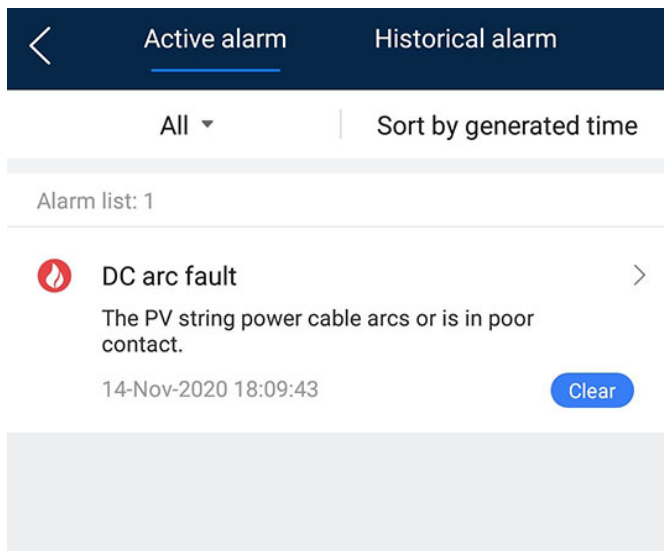 Active alarm Historical alarm
All Sort by generated time
Alarm list: 1
DC arc fault
The PV string power cable arcs or is in poor
contact.
14-Nov-2020 18:09:43 Clear